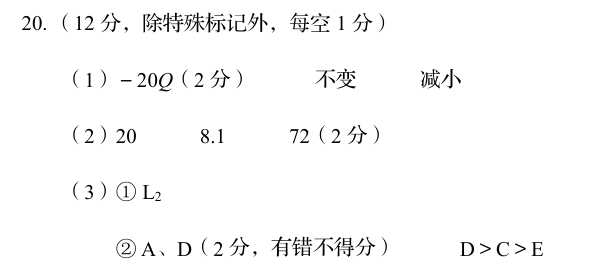 20.（12 分，除特殊标记外，每空 1 分）
（1）－20Q（2 分） 不变 减小
（2）20 8.1 72（2 分）
（3）① L₂
② A、D（2 分，有错不得分） D＞C＞E